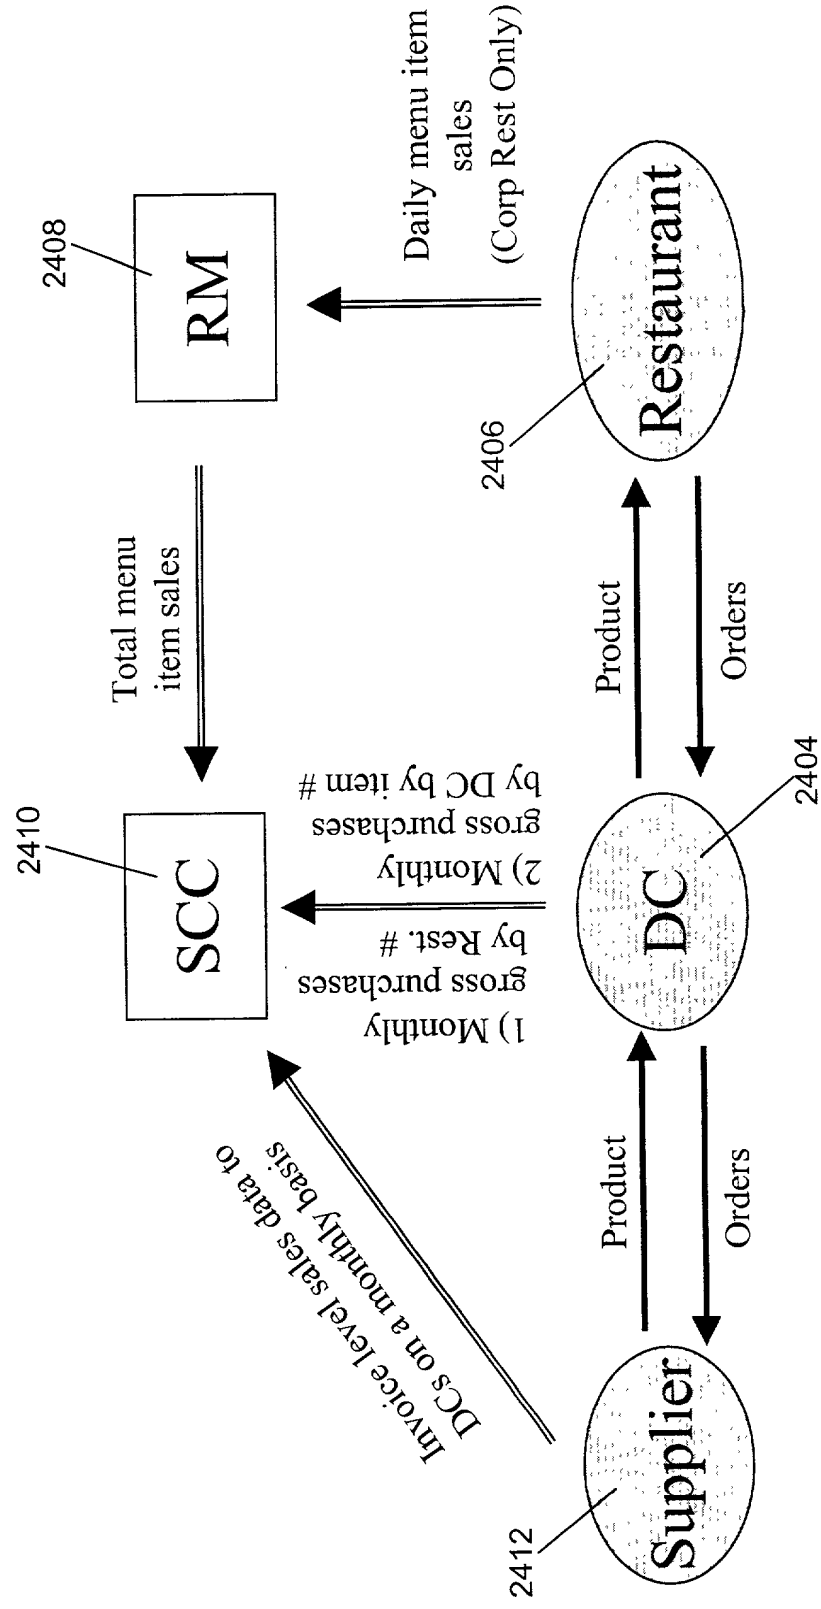 2410
SCC
Total menu
item sales
2408
RM
Invoice level sales data to
DCs on a monthly basis
1) Monthly
gross purchases
by Rest. #
2) Monthly
gross purchases
by DC by item #
Daily menu item
sales
(Corp Rest Only)
2412
Supplier
Product
Orders
DC
2404
Product
Orders
2406
Restaurant